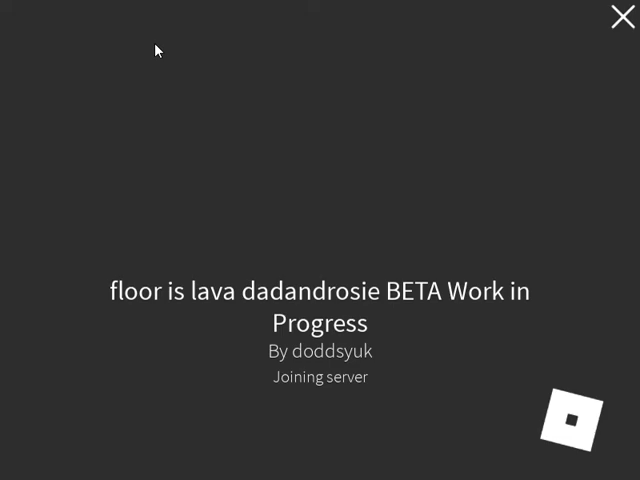 floor is lava dadandrosie BETA Work in
Progress
By doddsyuk
Joining server